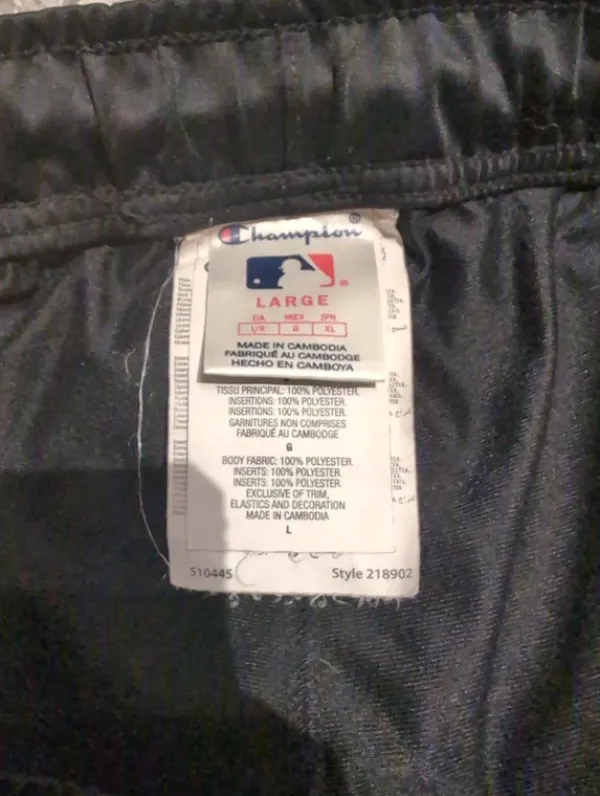 Champion®
LARGE ®
CA MEX JPN
L/G G XL
MADE IN CAMBODIA
FABRIQUÉ AU CAMBODGE
HECHO EN CAMBOYA
TISSU PRINCIPAL: 100% POLYESTER.
INSERTIONS: 100% POLYESTER.
INSERTIONS: 100% POLYESTER.
GARNITURES NON COMPRISES
FABRIQUÉ AU CAMBODGE
G
BODY FABRIC: 100% POLYESTER.
INSERTS: 100% POLYESTER.
INSERTS: 100% POLYESTER.
EXCLUSIVE OF TRIM,
ELASTICS AND DECORATION
MADE IN CAMBODIA
L
510445 Style 218902